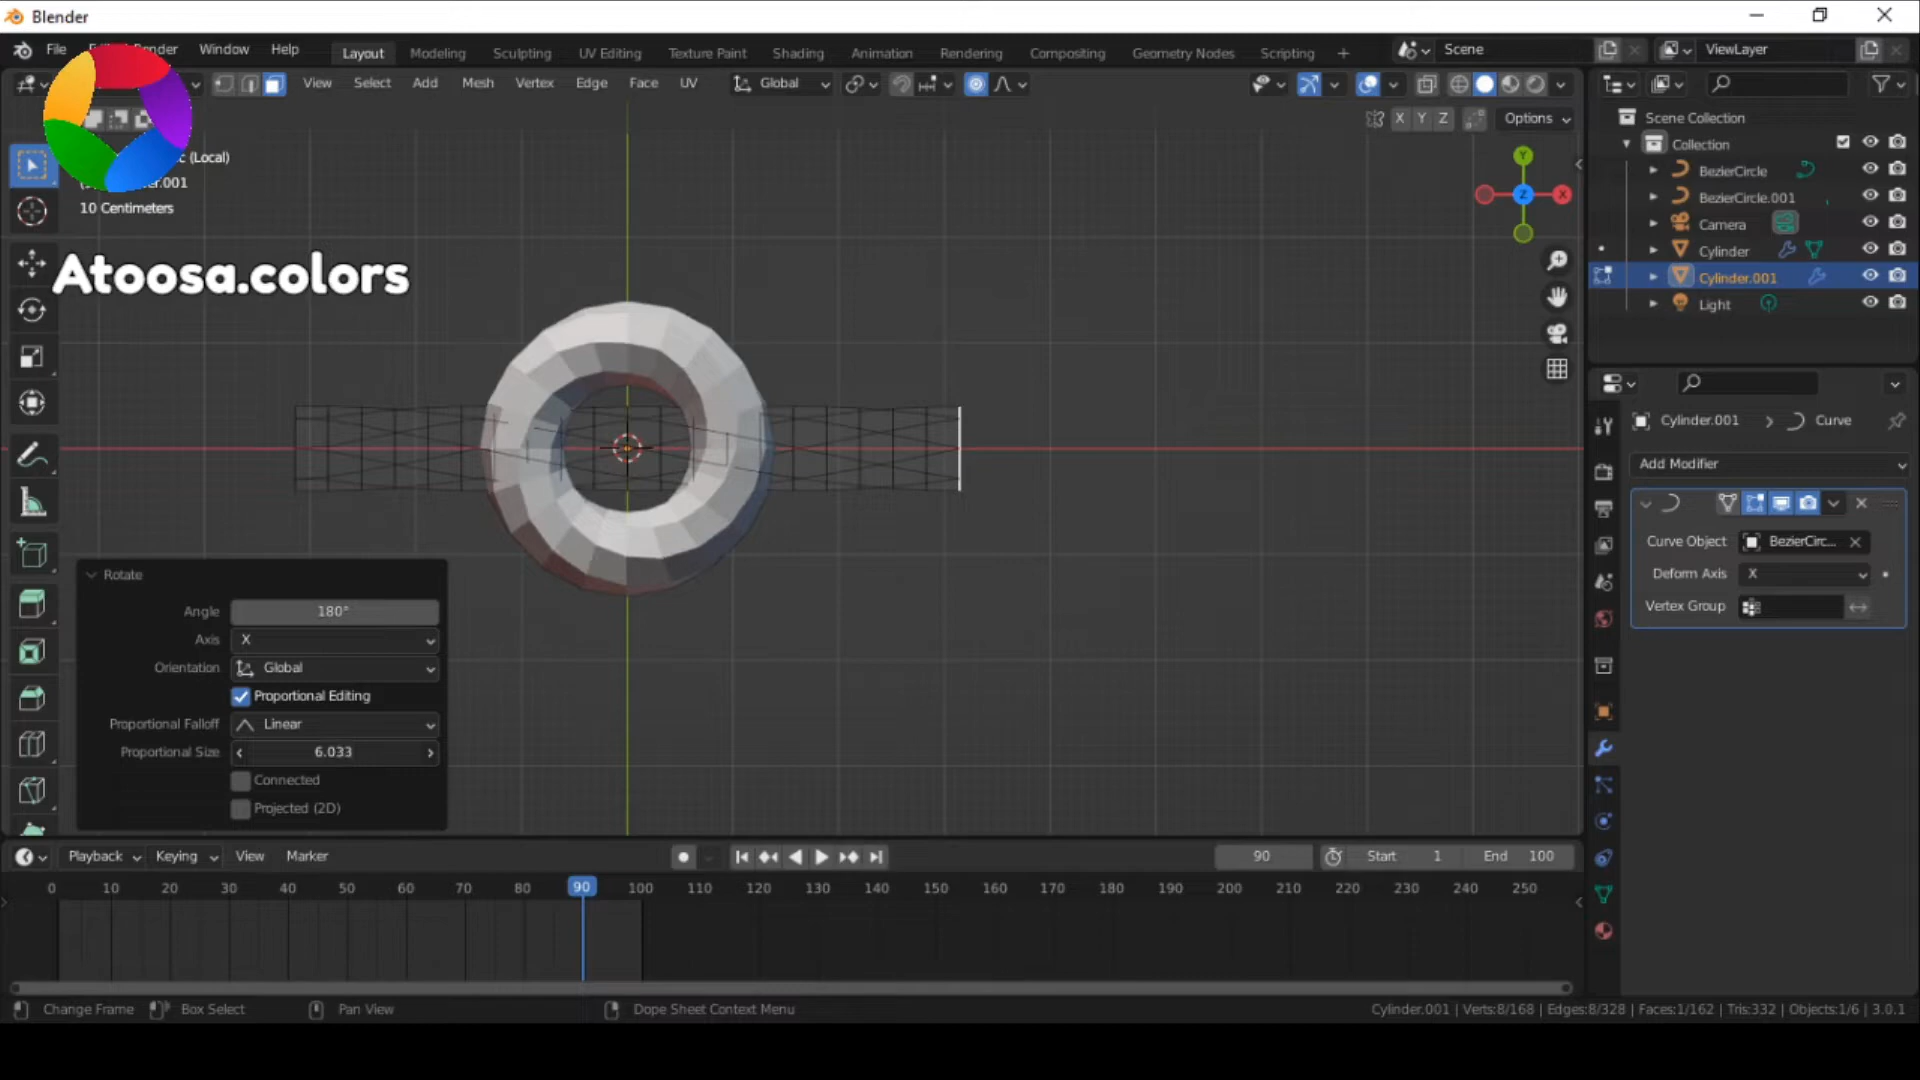 Blender
File
Render
Window
Help
Layout
Modeling
Sculpting
UV Editing
Texture Paint
Shading
Animation
Rendering
Compositing
Geometry Nodes
Scripting
Scene
ViewLayer
View
Select
Add
Mesh
Vertex
Edge
Face
UV
Global
X
Y
Z
Options
(Local)
10 Centimeters
Atoosa.colors
Y
Z
X
Scene Collection
Collection
BezierCircle
BezierCircle.001
Camera
Cylinder
Cylinder.001
Light
Cylinder.001
Curve
Add Modifier
Curve Object
BezierCirc...
Deform Axis
X
Vertex Group
Rotate
Angle
180°
Axis
X
Orientation
Global
Proportional Editing
Proportional Falloff
Linear
Proportional Size
6.033
Connected
Projected (2D)
Playback
Keying
View
Marker
90
Start
1
End
100
0 10 20 30 40 50 60 70 80 90 100 110 120 130 140 150 160 170 180 190 200 210 220 230 240 250
Change Frame
Box Select
Pan View
Dope Sheet Context Menu
Cylinder.001 | Verts:8/168 | Edges:8/328 | Faces:1/162 | Tris:332 | Objects:1/6 | 3.0.1